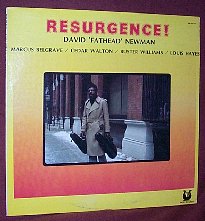 RESURGENCE!
DAVID "FATHEAD" NEWMAN
MARCUS BELGRAVE / CEDAR WALTON / BUSTER WILLIAMS / LOUIS HAYES